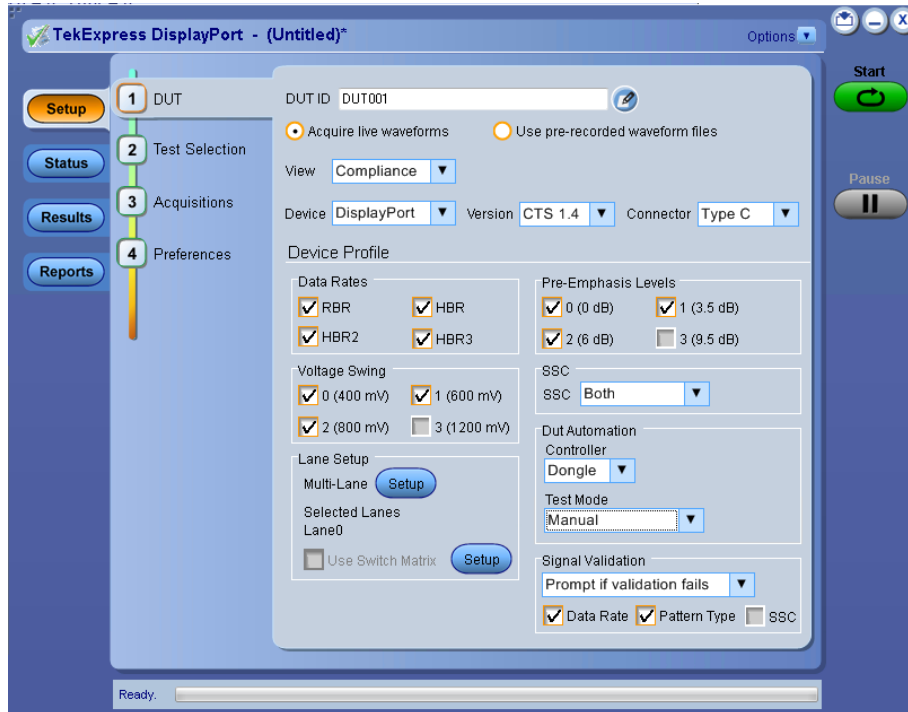 TekExpress DisplayPort - (Untitled)*
Options
Start
Pause
Setup
Status
Results
Reports
1 DUT
2 Test Selection
3 Acquisitions
4 Preferences
DUT ID DUT001
Acquire live waveforms Use pre-recorded waveform files
View Compliance
Device DisplayPort Version CTS 1.4 Connector Type C
Device Profile
Data Rates
RBR HBR
HBR2 HBR3
Voltage Swing
0 (400 mV) 1 (600 mV)
2 (800 mV) 3 (1200 mV)
Lane Setup
Multi-Lane Setup
Selected Lanes
Lane0
Use Switch Matrix Setup
Pre-Emphasis Levels
0 (0 dB) 1 (3.5 dB)
2 (6 dB) 3 (9.5 dB)
SSC
SSC Both
Dut Automation
Controller
Dongle
Test Mode
Manual
Signal Validation
Prompt if validation fails
Data Rate Pattern Type SSC
Ready.